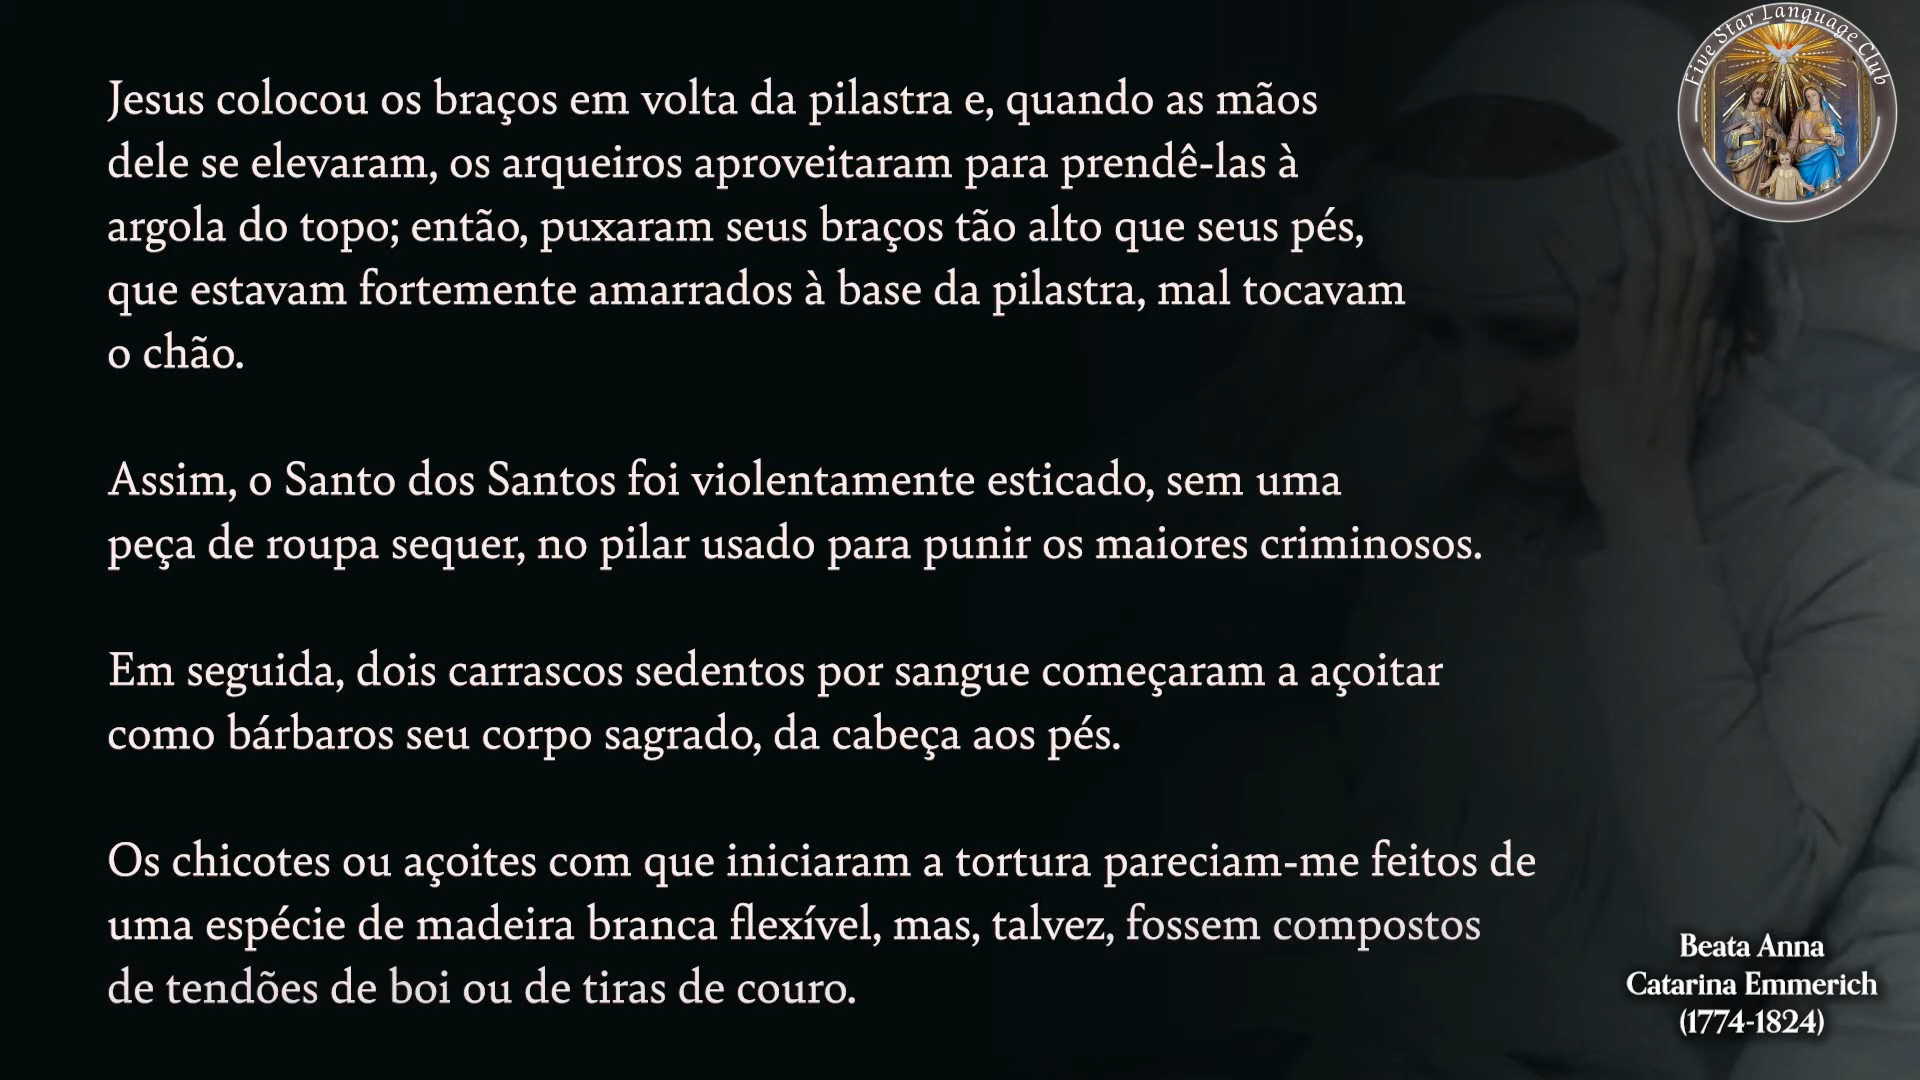 Five Star Language Club
Jesus colocou os braços em volta da pilastra e, quando as mãos
dele se elevaram, os arqueiros aproveitaram para prendê-las à
argola do topo; então, puxaram seus braços tão alto que seus pés,
que estavam fortemente amarrados à base da pilastra, mal tocavam
o chão.
Assim, o Santo dos Santos foi violentamente esticado, sem uma
peça de roupa sequer, no pilar usado para punir os maiores criminosos.
Em seguida, dois carrascos sedentos por sangue começaram a açoitar
como bárbaros seu corpo sagrado, da cabeça aos pés.
Os chicotes ou açoites com que iniciaram a tortura pareciam-me feitos de
uma espécie de madeira branca flexível, mas, talvez, fossem compostos
de tendões de boi ou de tiras de couro.
Beata Anna
Catarina Emmerich
(1774-1824)